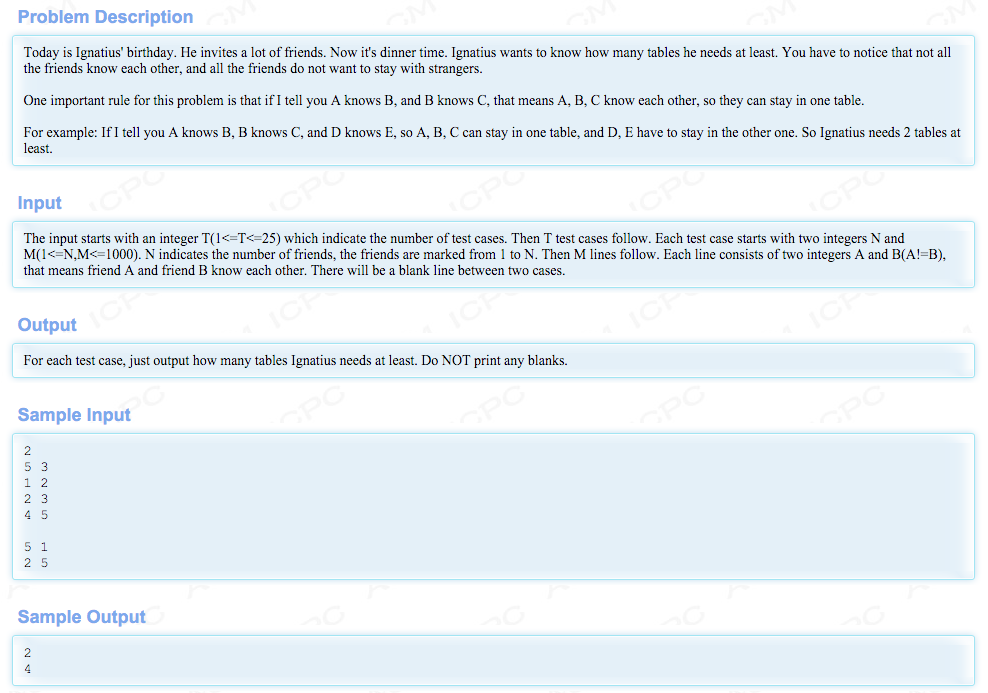 Problem Description
Today is Ignatius' birthday. He invites a lot of friends. Now it's dinner time. Ignatius wants to know how many tables he needs at least. You have to notice that not all
the friends know each other, and all the friends do not want to stay with strangers.
One important rule for this problem is that if I tell you A knows B, and B knows C, that means A, B, C know each other, so they can stay in one table.
For example: If I tell you A knows B, B knows C, and D knows E, so A, B, C can stay in one table, and D, E have to stay in the other one. So Ignatius needs 2 tables at
least.
Input
The input starts with an integer T(1<=T<=25) which indicate the number of test cases. Then T test cases follow. Each test case starts with two integers N and
M(1<=N,M<=1000). N indicates the number of friends, the friends are marked from 1 to N. Then M lines follow. Each line consists of two integers A and B(A!=B),
that means friend A and friend B know each other. There will be a blank line between two cases.
Output
For each test case, just output how many tables Ignatius needs at least. Do NOT print any blanks.
Sample Input
2
5 3
1 2
2 3
4 5
5 1
2 5
Sample Output
2
4